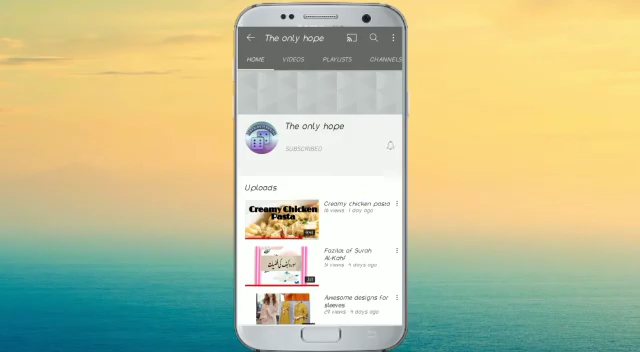 The only hope
HOME VIDEOS PLAYLISTS CHANNELS
The only hope
SUBSCRIBED
Uploads
Creamy Chicken
Pasta
Creamy chicken pasta
16 views · 1 day ago
Fazilas of Surah
Al-Kahf
views · 4 days ago
Awesome designs for
sleeves
29 views · 4 days ago